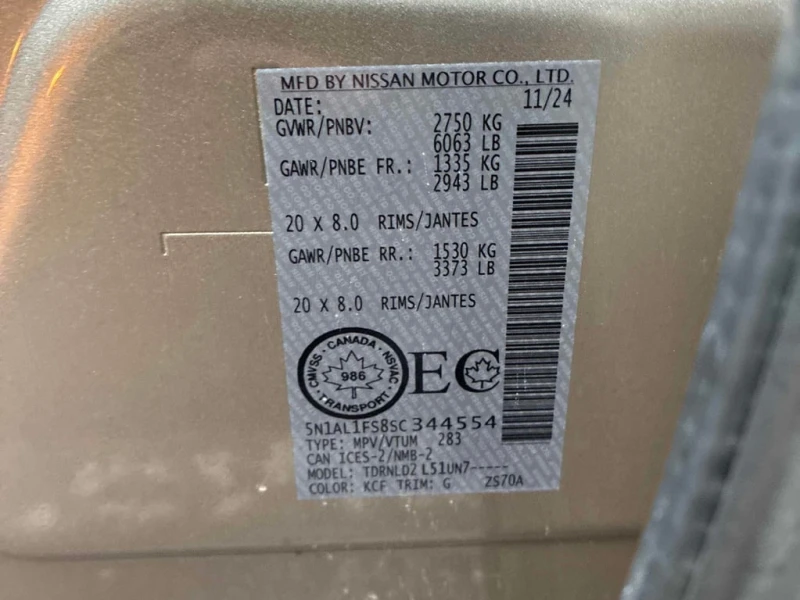 MFD BY NISSAN MOTOR CO., LTD.
DATE: 11/24
GVWR/PNBV: 2750 KG
6063 LB
GAWR/PNBE FR.: 1335 KG
2943 LB
20 X 8.0 RIMS/JANTES
GAWR/PNBE RR.: 1530 KG
3373 LB
20 X 8.0 RIMS/JANTES
CANADA
CMVSS NSVAC
986
TRANSPORT
EC
5N1AL1FS8SC344554
TYPE: MPV/VTUM 283
CAN ICES-2/NMB-2
MODEL: TDRNLD2 L51UN7-----
COLOR: KCF TRIM: G ZS70A